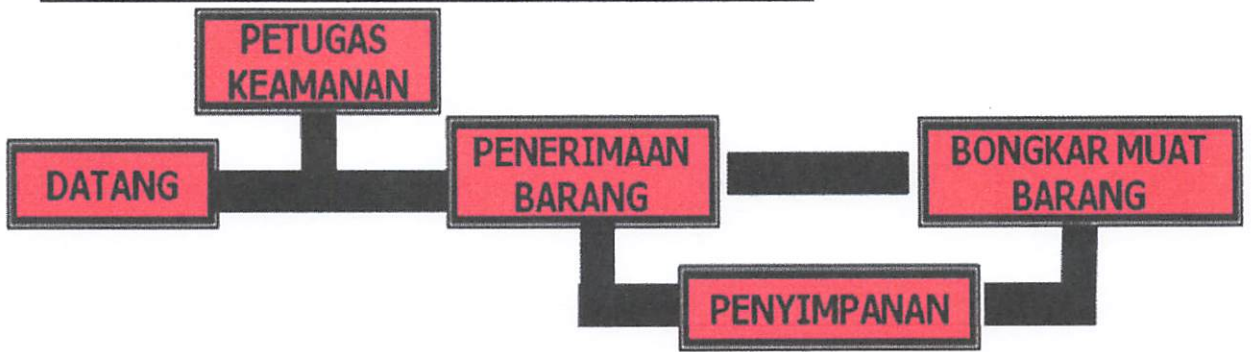 PETUGAS
KEAMANAN
DATANG
PENERIMAAN
BARANG
BONGKAR MUAT
BARANG
PENYIMPANAN